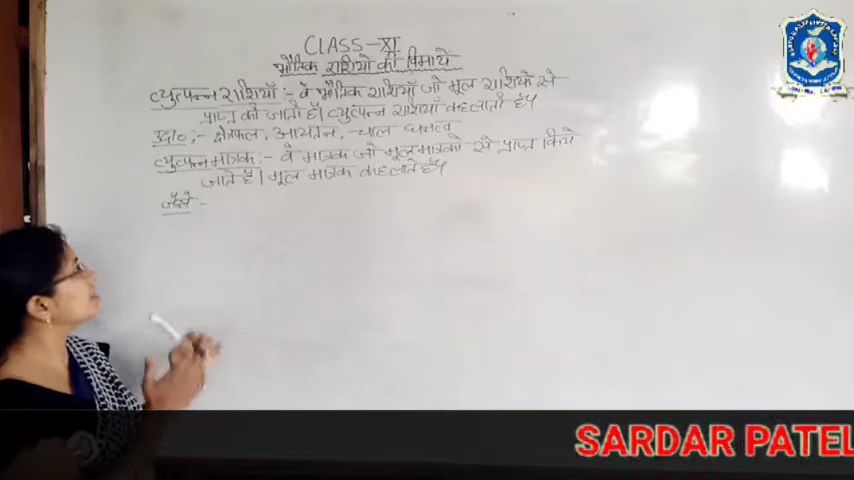 CLASS-XI
भौतिक राशियों की विमायें
व्युत्पन्न राशियाँ :- वे भौतिक राशियाँ जो मूल राशियों से
प्राप्त की जाती हैं। व्युत्पन्न राशियाँ कहलाती हैं।
उदा० :- क्षेत्रफल, आयतन, चाल घनत्व
व्युत्पन्न मात्रक :- वे मात्रक जो मूल मात्रकों से प्राप्त किये
जाते हैं। मूल मात्रक कहलाते हैं।
जैसे :-
SARDAR PATEL